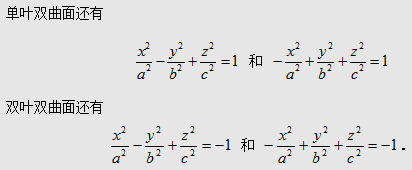 单叶双曲面还有
x²/a² − y²/b² + z²/c² = 1 和 −x²/a² + y²/b² + z²/c² = 1
双叶双曲面还有
x²/a² − y²/b² + z²/c² = −1 和 −x²/a² + y²/b² + z²/c² = −1.